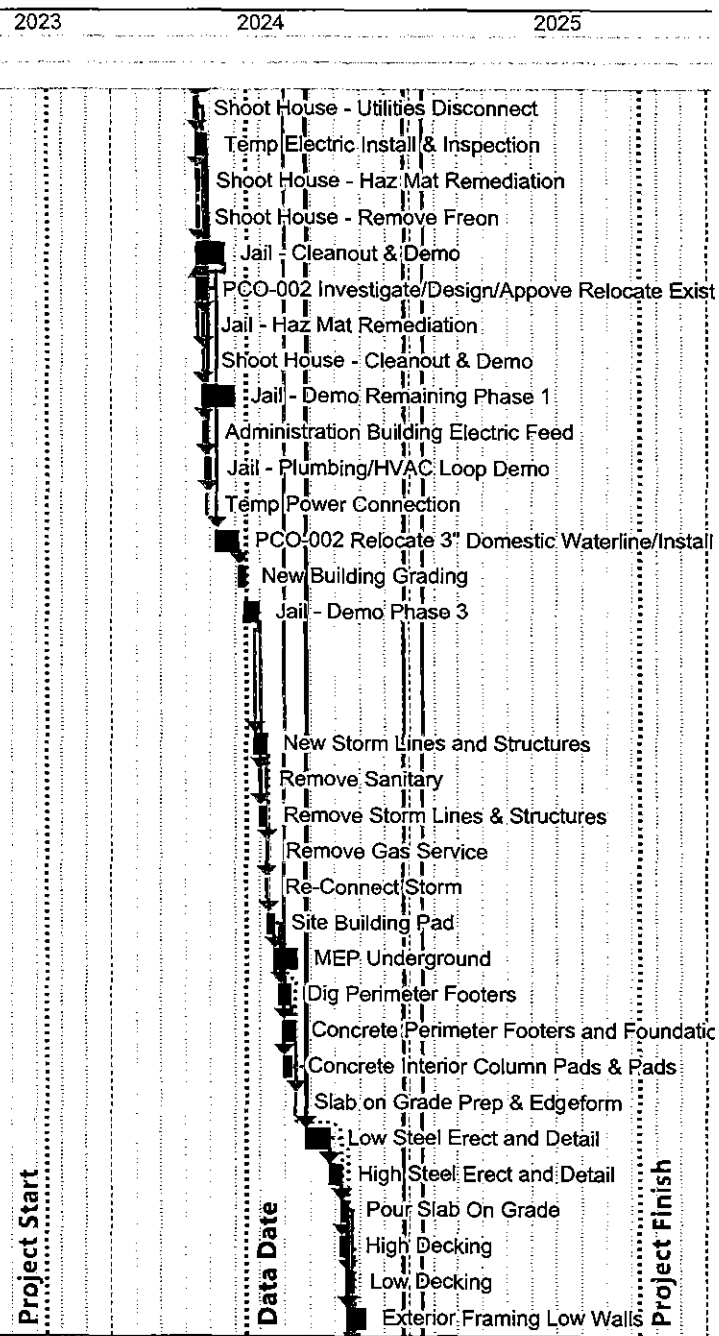 2023 2024 2025
Shoot House - Utilities Disconnect
Temp Electric Install & Inspection
Shoot House - Haz Mat Remediation
Shoot House - Remove Freon
Jail - Cleanout & Demo
PCO-002 Investigate/Design/Appove Relocate Exist
Jail - Haz Mat Remediation
Shoot House - Cleanout & Demo
Jail - Demo Remaining Phase 1
Administration Building Electric Feed
Jail - Plumbing/HVAC Loop Demo
Temp Power Connection
PCO-002 Relocate 3" Domestic Waterline/Install
New Building Grading
Jail - Demo Phase 3
New Storm Lines and Structures
Remove Sanitary
Remove Storm Lines & Structures
Remove Gas Service
Re-Connect Storm
Site Building Pad
MEP Underground
Dig Perimeter Footers
Concrete Perimeter Footers and Foundatio
Concrete Interior Column Pads & Pads
Slab on Grade Prep & Edgeform
Low Steel Erect and Detail
High Steel Erect and Detail
Pour Slab On Grade
High Decking
Low Decking
Exterior Framing Low Walls
Project Start
Data Date
Project Finish